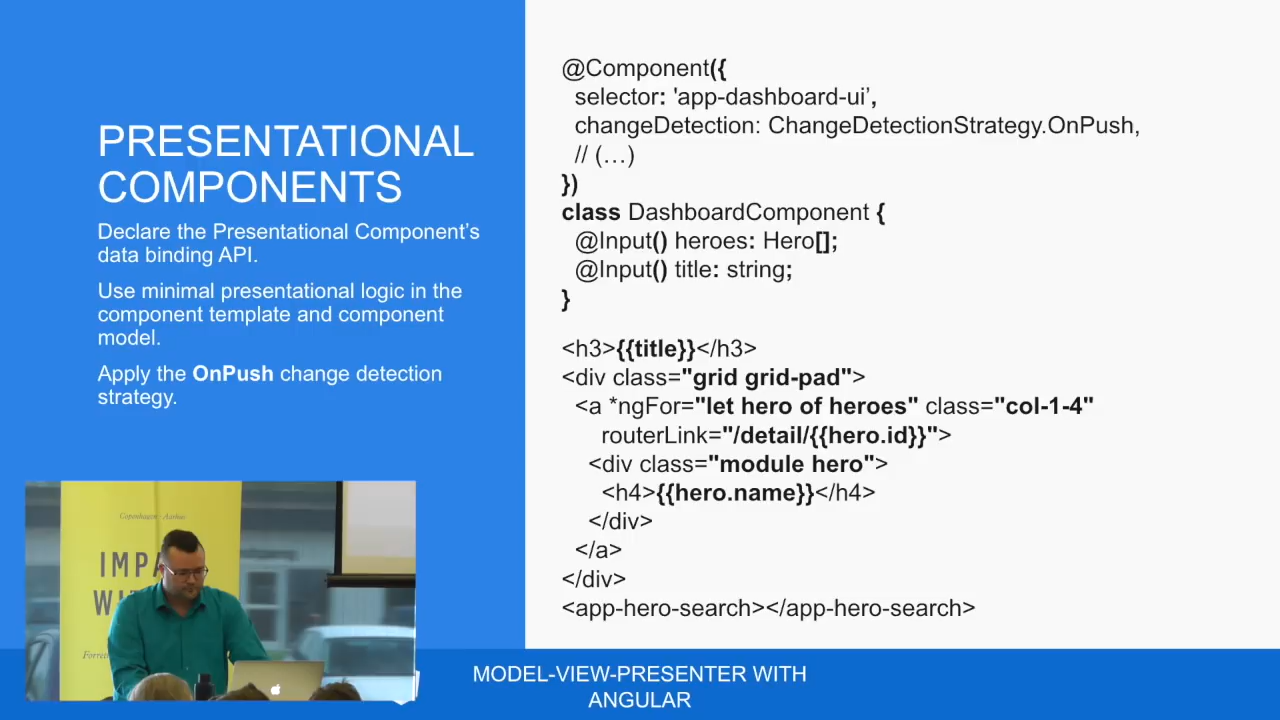 PRESENTATIONAL
COMPONENTS
Declare the Presentational Component’s
data binding API.
Use minimal presentational logic in the
component template and component
model.
Apply the OnPush change detection
strategy.
@Component({
selector: 'app-dashboard-ui’,
changeDetection: ChangeDetectionStrategy.OnPush,
// (…)
})
class DashboardComponent {
@Input() heroes: Hero[];
@Input() title: string;
}
<h3>{{title}}</h3>
<div class="grid grid-pad">
<a *ngFor="let hero of heroes" class="col-1-4"
routerLink="/detail/{{hero.id}}">
<div class="module hero">
<h4>{{hero.name}}</h4>
</div>
</a>
</div>
<app-hero-search></app-hero-search>
Copenhagen - Aarhus
MODEL-VIEW-PRESENTER WITH
ANGULAR